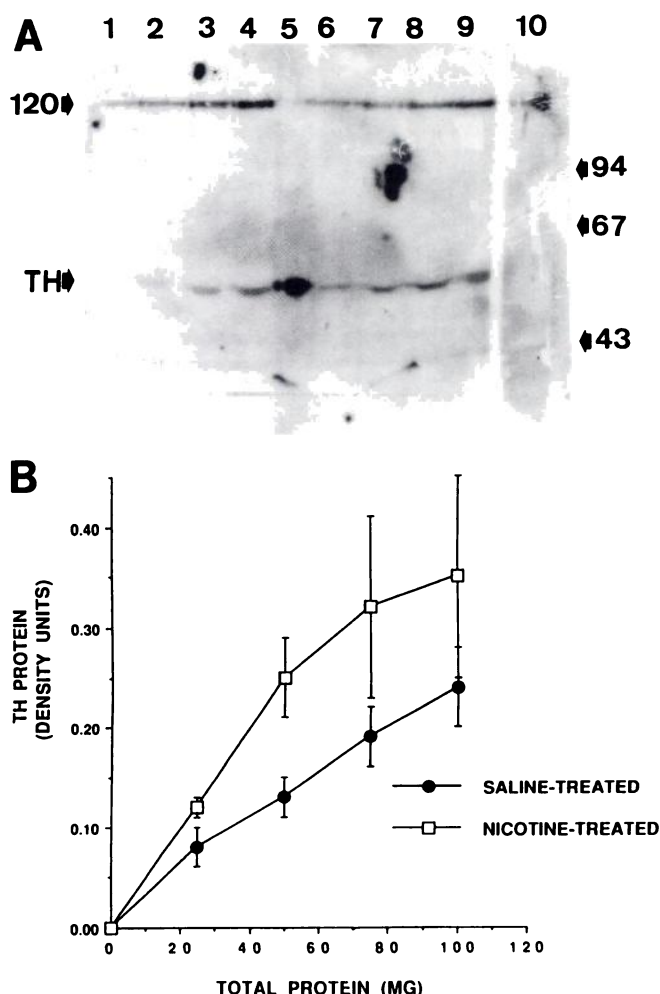 A
1 2 3 4 5 6 7 8 9 10
120
94
67
TH
43
B
0.40
0.30
0.20
0.10
0.00
TH PROTEIN
(DENSITY UNITS)
SALINE-TREATED
NICOTINE-TREATED
0 20 40 60 80 100 120
TOTAL PROTEIN (MG)